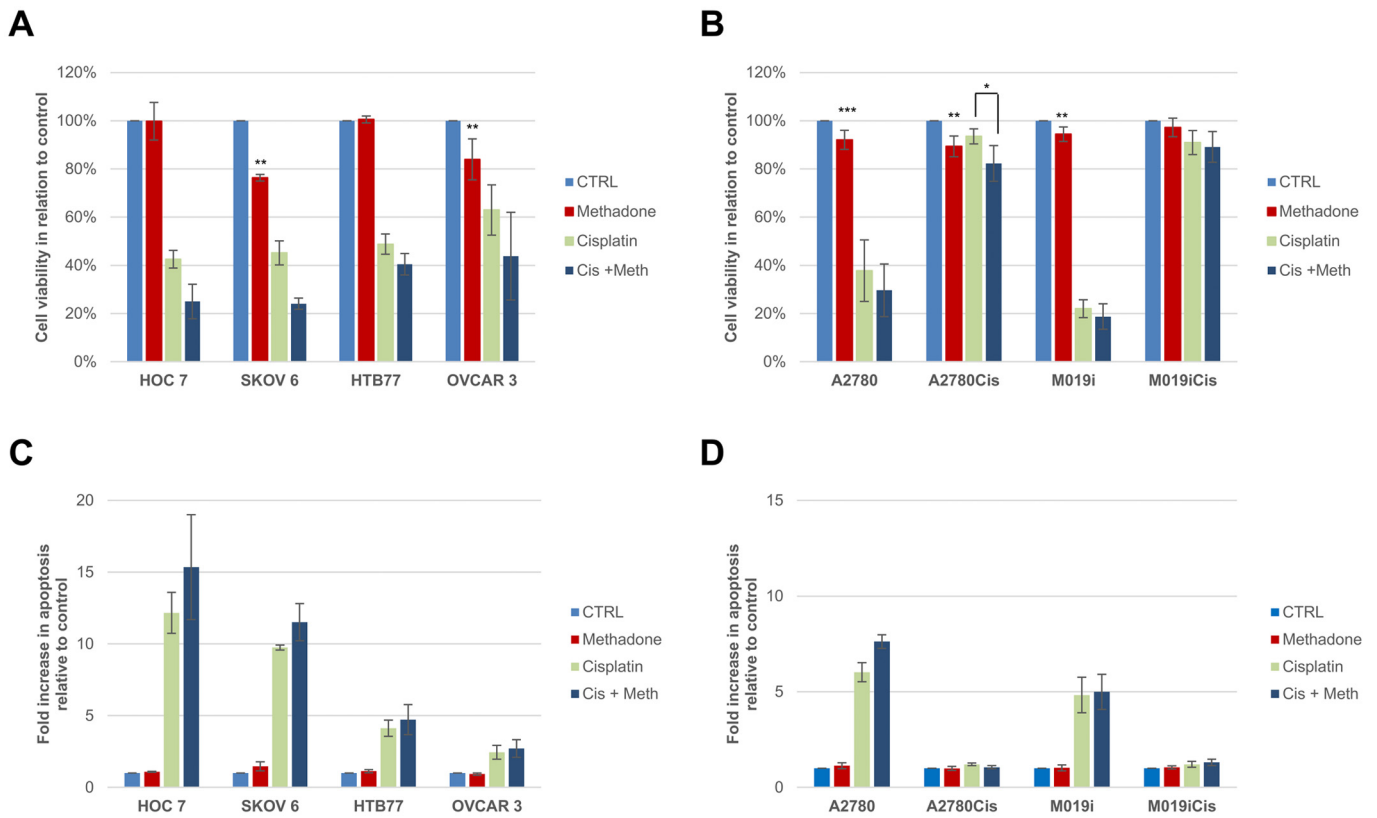 A
Cell viability in relation to control
120%
100%
80%
60%
40%
20%
0%
**
**
HOC 7
SKOV 6
HTB77
OVCAR 3
CTRL
Methadone
Cisplatin
Cis +Meth
B
Cell viability in relation to control
120%
100%
80%
60%
40%
20%
0%
***
**
*
**
A2780
A2780Cis
M019i
M019iCis
CTRL
Methadone
Cisplatin
Cis +Meth
C
Fold increase in apoptosis
relative to control
20
15
10
5
0
HOC 7
SKOV 6
HTB77
OVCAR 3
CTRL
Methadone
Cisplatin
Cis + Meth
D
Fold increase in apoptosis
relative to control
15
10
5
0
A2780
A2780Cis
M019i
M019iCis
CTRL
Methadone
Cisplatin
Cis + Meth